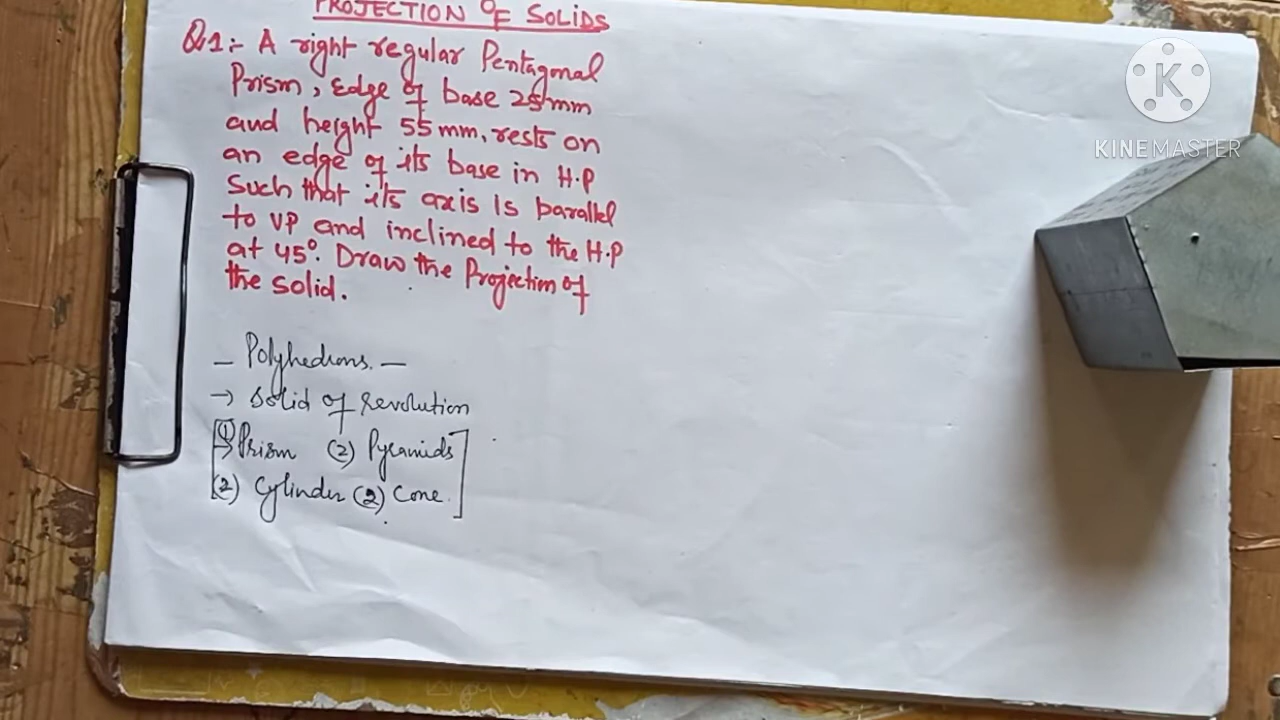 PROJECTION OF SOLIDS
Q.1:- A right regular Pentagonal
Prism, Edge of base 25mm
and height 55mm, rests on
an edge of its base in H.P
Such that its axis is parallel
to VP and inclined to the H.P
at 45°. Draw the Projection of
the solid.
- Polyhedrons. -
→ Solid of revolution
(1) → Prism (2) Pyramids
(2) Cylinder (2) Cone.
K
KINEMASTER